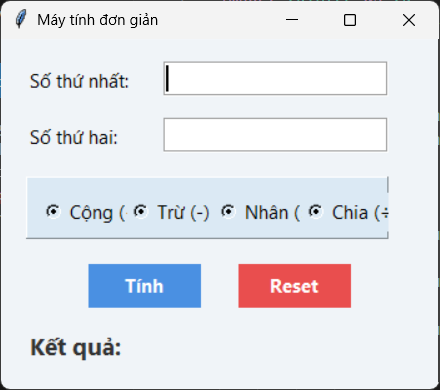 Máy tính đơn giản
Số thứ nhất:
Số thứ hai:
Cộng ( Trừ (-) Nhân ( Chia (÷
Tính Reset
Kết quả: